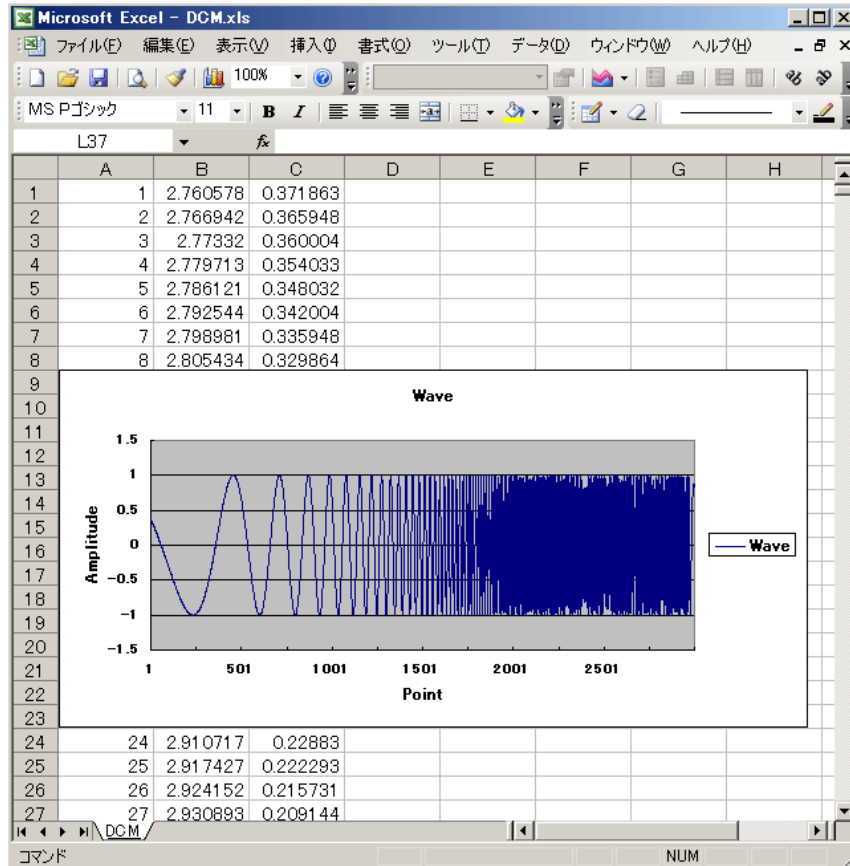 Microsoft Excel - DCM.xls
ファイル(F) 編集(E) 表示(V) 挿入(I) 書式(O) ツール(T) データ(D) ウィンドウ(W) ヘルプ(H)
100%
MS Pゴシック 11 B I
L37 fx
A B C D E F G H
1 1 2.760578 0.371863
2 2 2.766942 0.365948
3 3 2.77332 0.360004
4 4 2.779713 0.354033
5 5 2.786121 0.348032
6 6 2.792544 0.342004
7 7 2.798981 0.335948
8 8 2.805434 0.329864
9
10
11
12
13
14
15
16
17
18
19
20
21
22
23
Wave
Amplitude
1.5
1
0.5
0
-0.5
-1
-1.5
1 501 1001 1501 2001 2501
Point
Wave
24 24 2.910717 0.22883
25 25 2.917427 0.222293
26 26 2.924152 0.215731
27 27 2.930893 0.209144
DCM
コマンド NUM